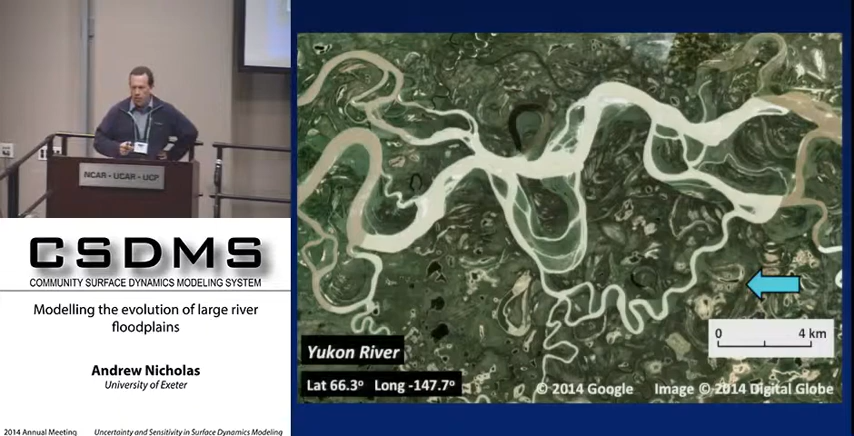 NCAR - UCAR - UCP
CSDMS
COMMUNITY SURFACE DYNAMICS MODELING SYSTEM
Modelling the evolution of large river
floodplains
Andrew Nicholas
University of Exeter
2014 Annual Meeting Uncertainty and Sensitivity in Surface Dynamics Modeling
0 4 km
Yukon River
Lat 66.3° Long -147.7°
© 2014 Google Image © 2014 Digital Globe